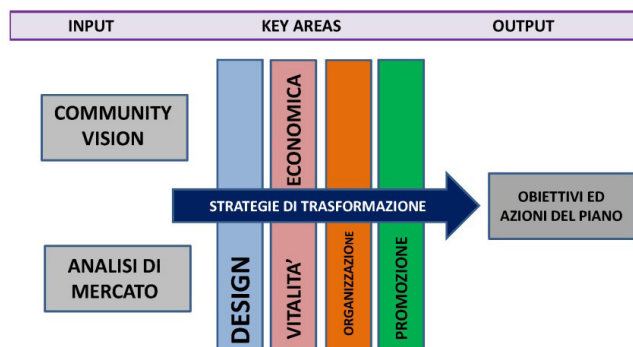 INPUT
KEY AREAS
OUTPUT
COMMUNITY
VISION
ANALISI DI
MERCATO
DESIGN
VITALITA’ ECONOMICA
ORGANIZZAZIONE
PROMOZIONE
STRATEGIE DI TRASFORMAZIONE
OBIETTIVI ED
AZIONI DEL PIANO